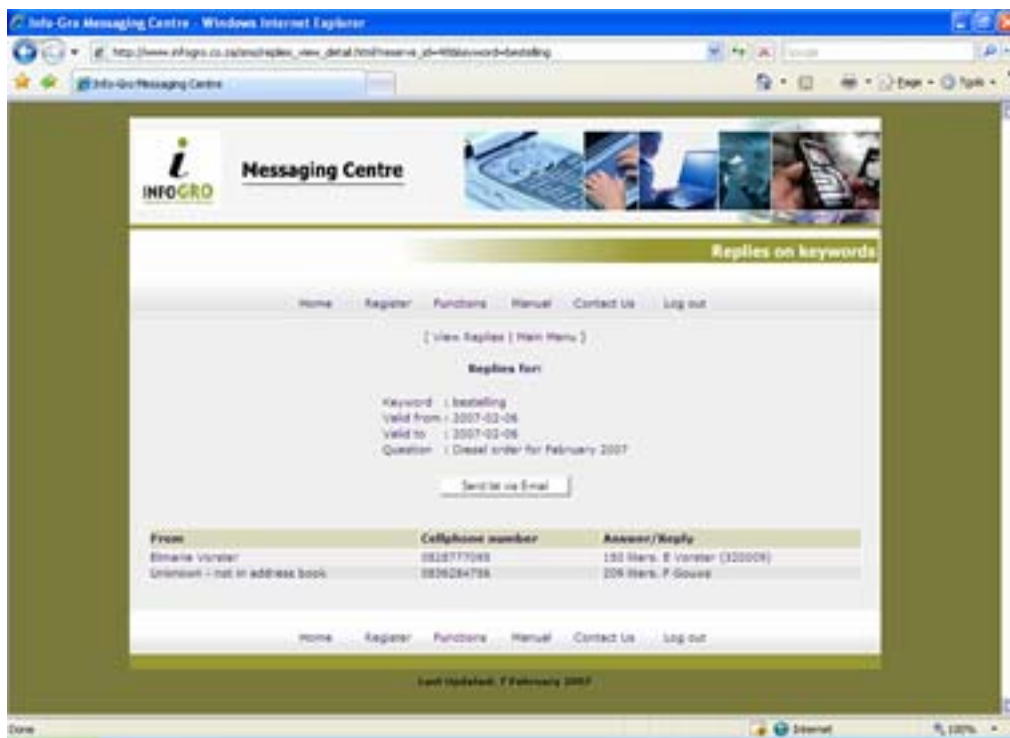 Info-Gro Messaging Centre - Windows Internet Explorer
Info-Gro Messaging Centre
Page Tools
i
INFOGRO
Messaging Centre
Replies on keywords
Home Register Functions Manual Contact Us Log out
[ View Replies | Main Menu ]
Replies for:
Keyword : bestelling
Valid from : 2007-02-06
Valid to : 2007-02-06
Question : Diesel order for February 2007
Send list via E-mail
From Cellphone number Answer/Reply
Elmarie Vorster 150 liters. E Vorster (320009)
Unknown - not in address book 209 liters. P Gouws
Home Register Functions Manual Contact Us Log out
Last Updated: 7 February 2007
Done Internet 100%